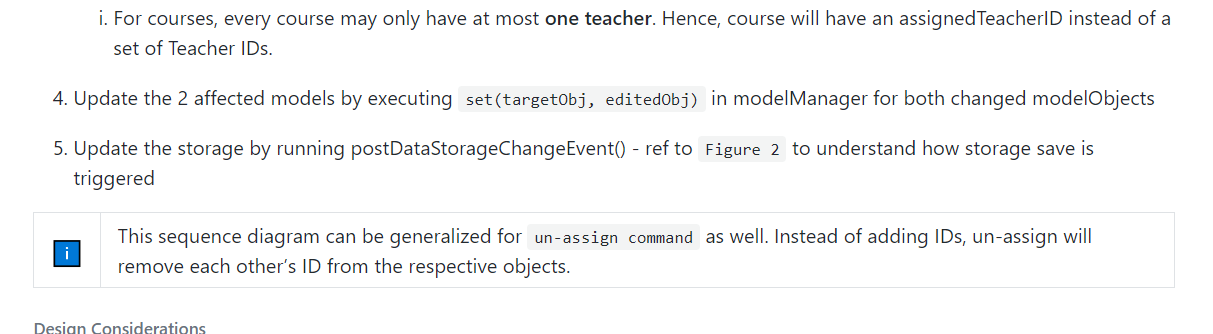 i. For courses, every course may only have at most one teacher. Hence, course will have an assignedTeacherID instead of a
set of Teacher IDs.
4. Update the 2 affected models by executing set(targetObj, editedObj) in modelManager for both changed modelObjects
5. Update the storage by running postDataStorageChangeEvent() - ref to Figure 2 to understand how storage save is
triggered
i
This sequence diagram can be generalized for un-assign command as well. Instead of adding IDs, un-assign will
remove each other’s ID from the respective objects.
Design Considerations